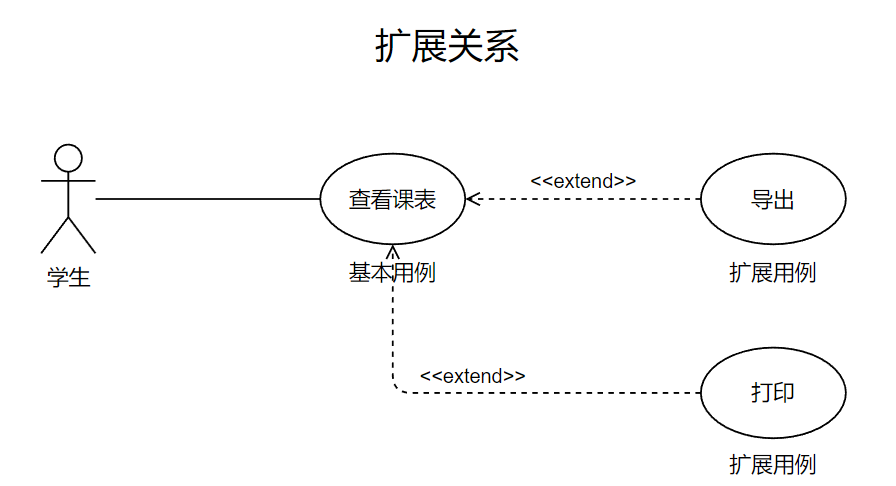 扩展关系
<<extend>>
查看课表
导出
学生
基本用例
扩展用例
<<extend>>
打印
扩展用例